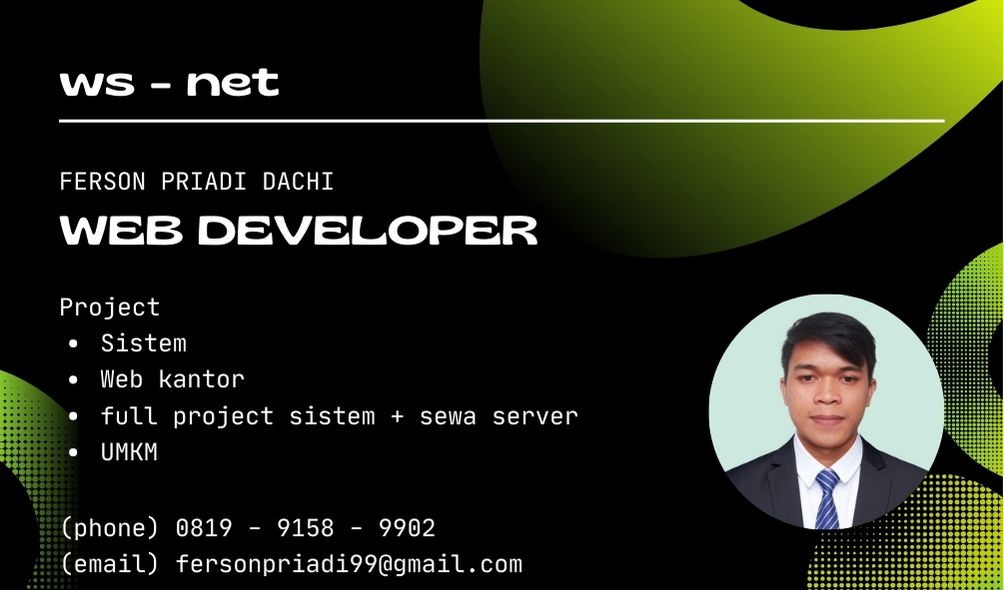 ws - net
FERSON PRIADI DACHI
WEB DEVELOPER
Project
• Sistem
• Web kantor
• full project sistem + sewa server
• UMKM
(phone) 0819 - 9158 - 9902
(email) fersonpriadi99@gmail.com